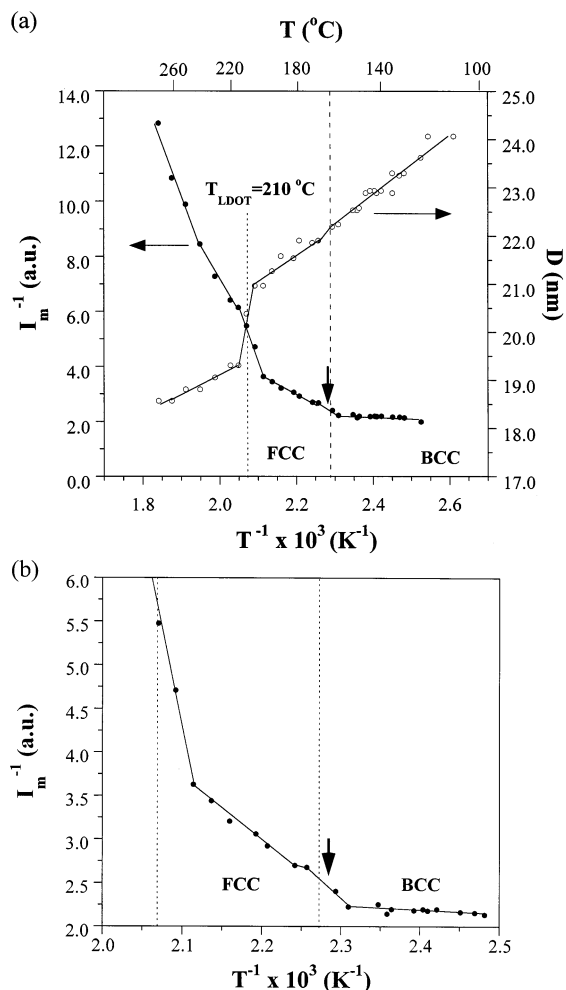 (a)
T (°C)
260 220 180 140 100
14.0 25.0
12.0 24.0
T_LDOT=210 °C
10.0 23.0
8.0 22.0
I_m^-1 (a.u.) D (nm)
6.0 21.0
4.0 20.0
2.0 19.0
FCC BCC
0.0 18.0
17.0
1.8 2.0 2.2 2.4 2.6
T^-1 x 10^3 (K^-1)
(b)
6.0
5.5
5.0
4.5
I_m^-1 (a.u.)
4.0
3.5
3.0
FCC BCC
2.5
2.0
2.0 2.1 2.2 2.3 2.4 2.5
T^-1 x 10^3 (K^-1)